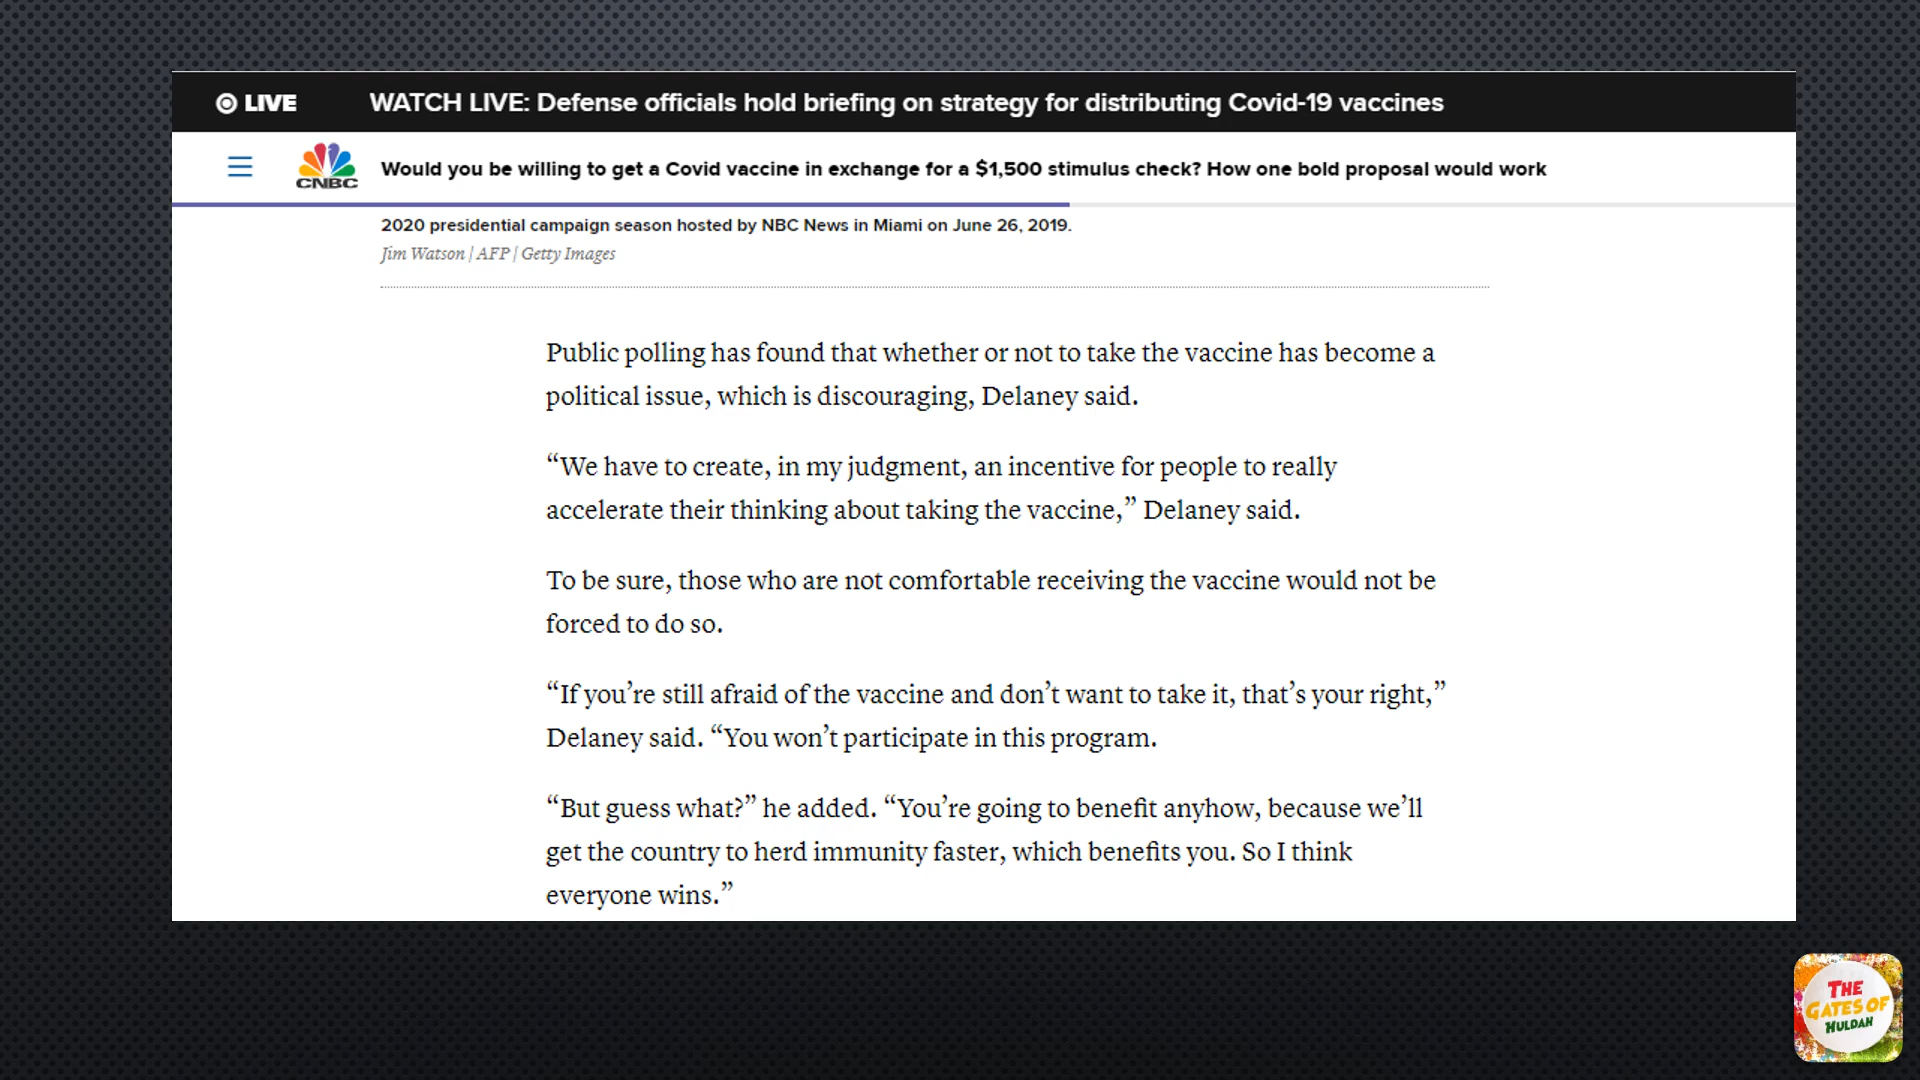 LIVE
WATCH LIVE: Defense officials hold briefing on strategy for distributing Covid-19 vaccines
CNBC
Would you be willing to get a Covid vaccine in exchange for a $1,500 stimulus check? How one bold proposal would work
2020 presidential campaign season hosted by NBC News in Miami on June 26, 2019.
Jim Watson | AFP | Getty Images
Public polling has found that whether or not to take the vaccine has become a
political issue, which is discouraging, Delaney said.
“We have to create, in my judgment, an incentive for people to really
accelerate their thinking about taking the vaccine,” Delaney said.
To be sure, those who are not comfortable receiving the vaccine would not be
forced to do so.
“If you’re still afraid of the vaccine and don’t want to take it, that’s your right,”
Delaney said. “You won’t participate in this program.
“But guess what?” he added. “You’re going to benefit anyhow, because we’ll
get the country to herd immunity faster, which benefits you. So I think
everyone wins.”
THE
GATES OF
HULDAH